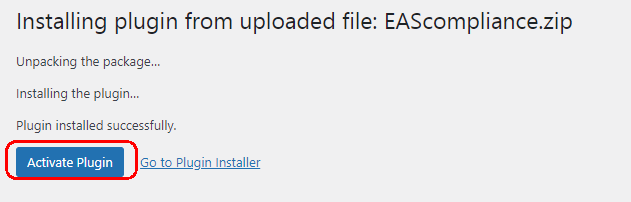 Installing plugin from uploaded file: EAScompliance.zip
Unpacking the package…
Installing the plugin…
Plugin installed successfully.
Activate Plugin Go to Plugin Installer